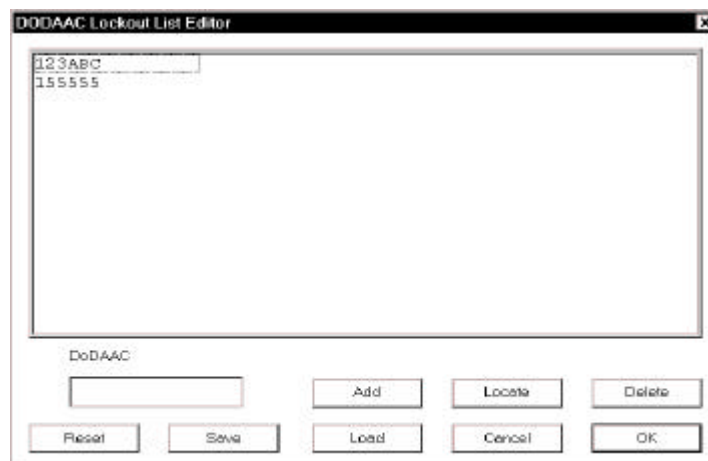 DODAAC Lockout List Editor
123ABC
155555
DoDAAC
Add Locate Delete
Reset Save Load Cancel OK